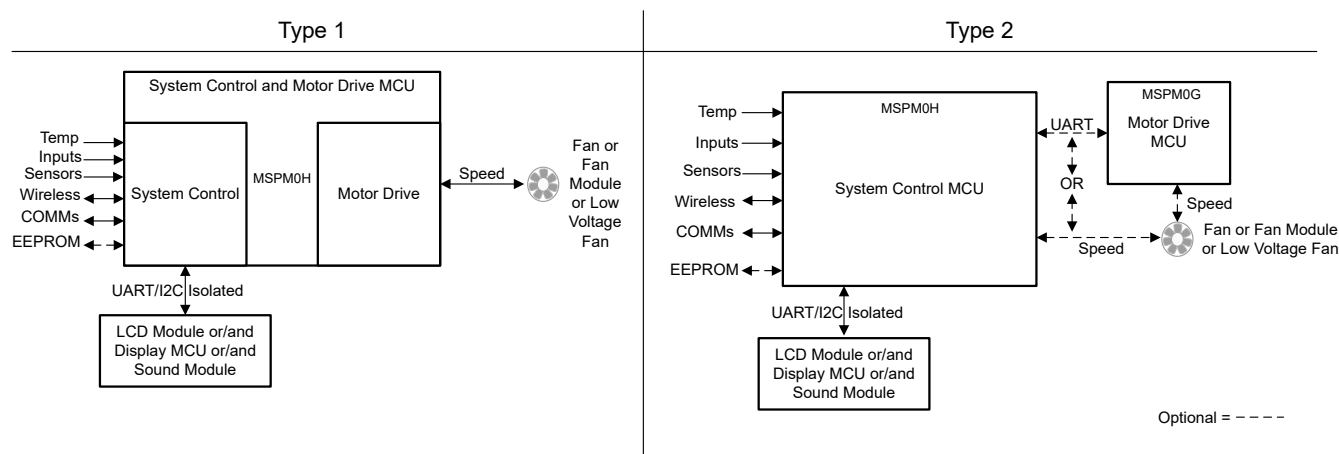 Type 1
System Control and Motor Drive MCU
Temp
Inputs
Sensors
Wireless
COMMs
EEPROM
System Control
MSPM0H
Motor Drive
Speed
Fan or
Fan
Module
or Low
Voltage
Fan
UART/I2C Isolated
LCD Module or/and
Display MCU or/and
Sound Module
Type 2
Temp
Inputs
Sensors
Wireless
COMMs
EEPROM
MSPM0H
System Control MCU
UART
OR
Speed
MSPM0G
Motor Drive
MCU
Speed
Fan or Fan Module
or Low Voltage Fan
UART/I2C Isolated
LCD Module or/and
Display MCU or/and
Sound Module
Optional =